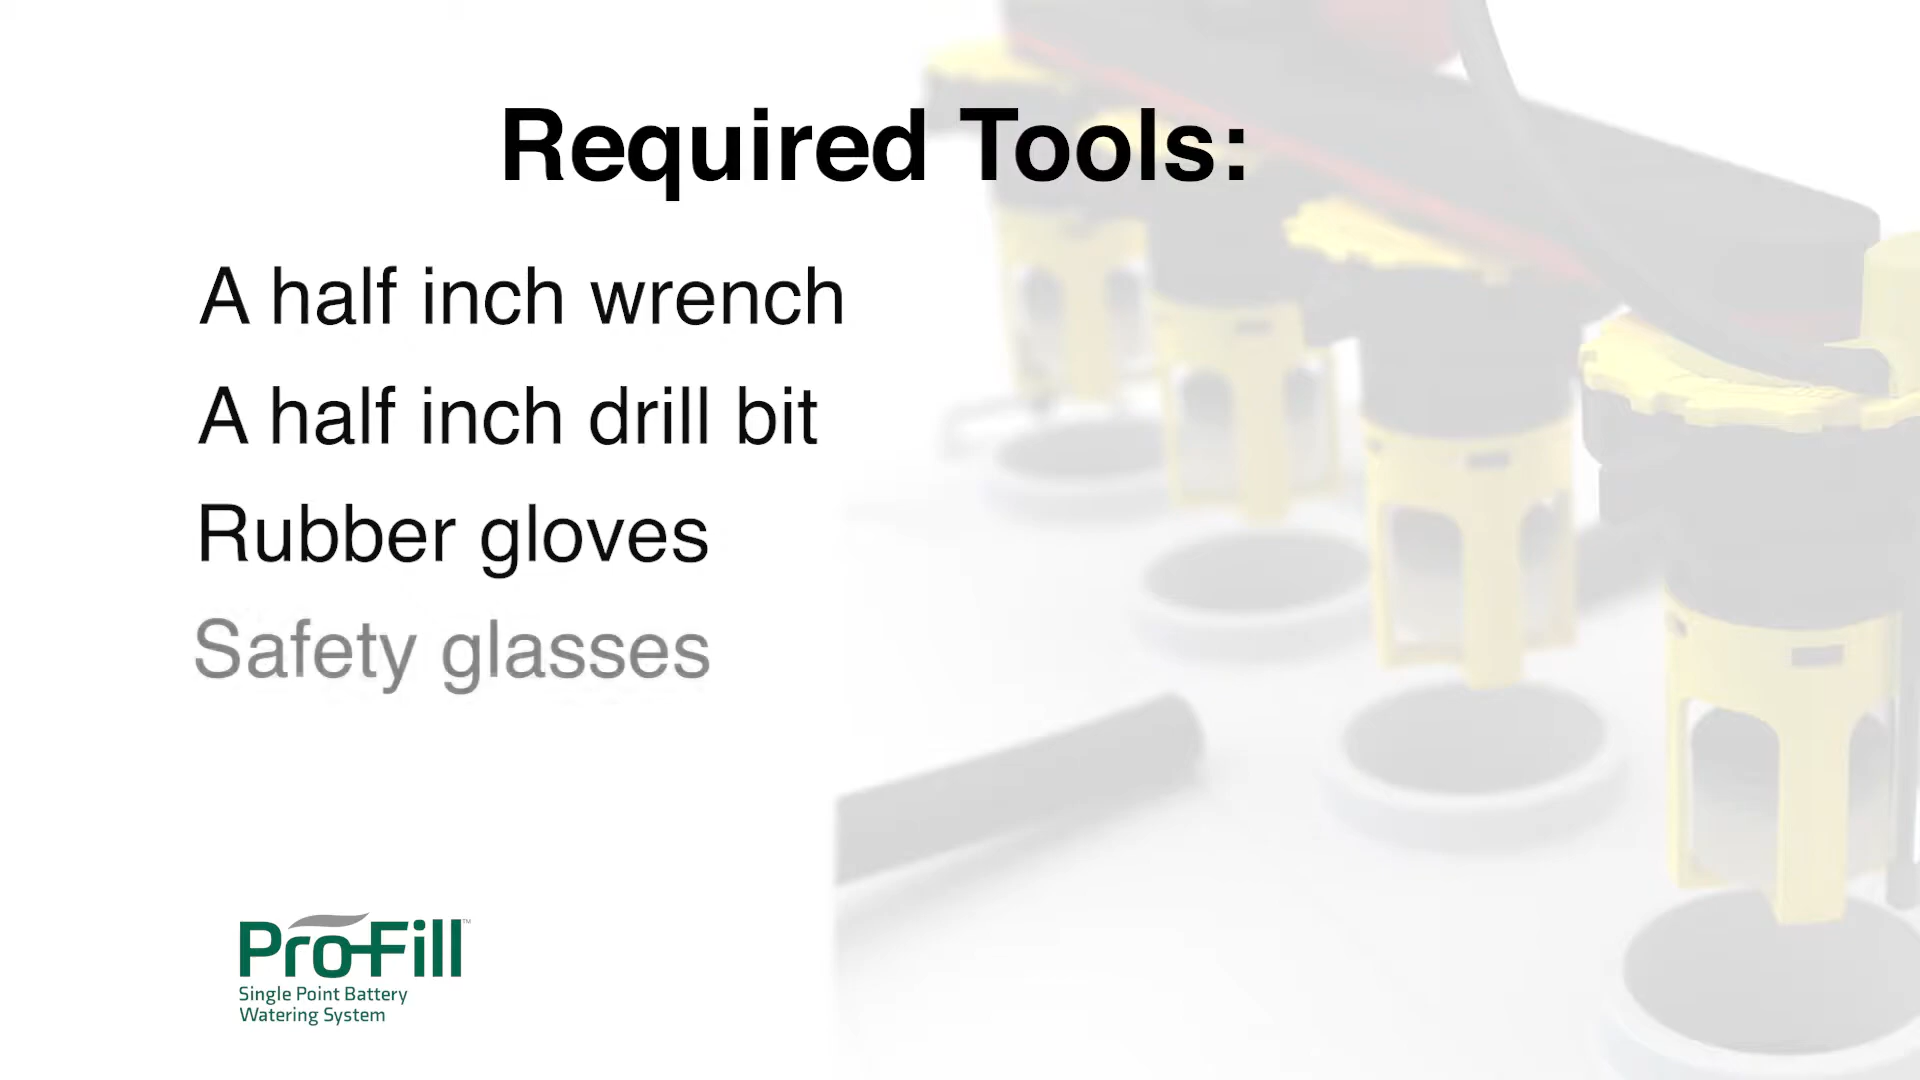 Required Tools:
A half inch wrench
A half inch drill bit
Rubber gloves
Safety glasses
Pro-Fill™
Single Point Battery
Watering System